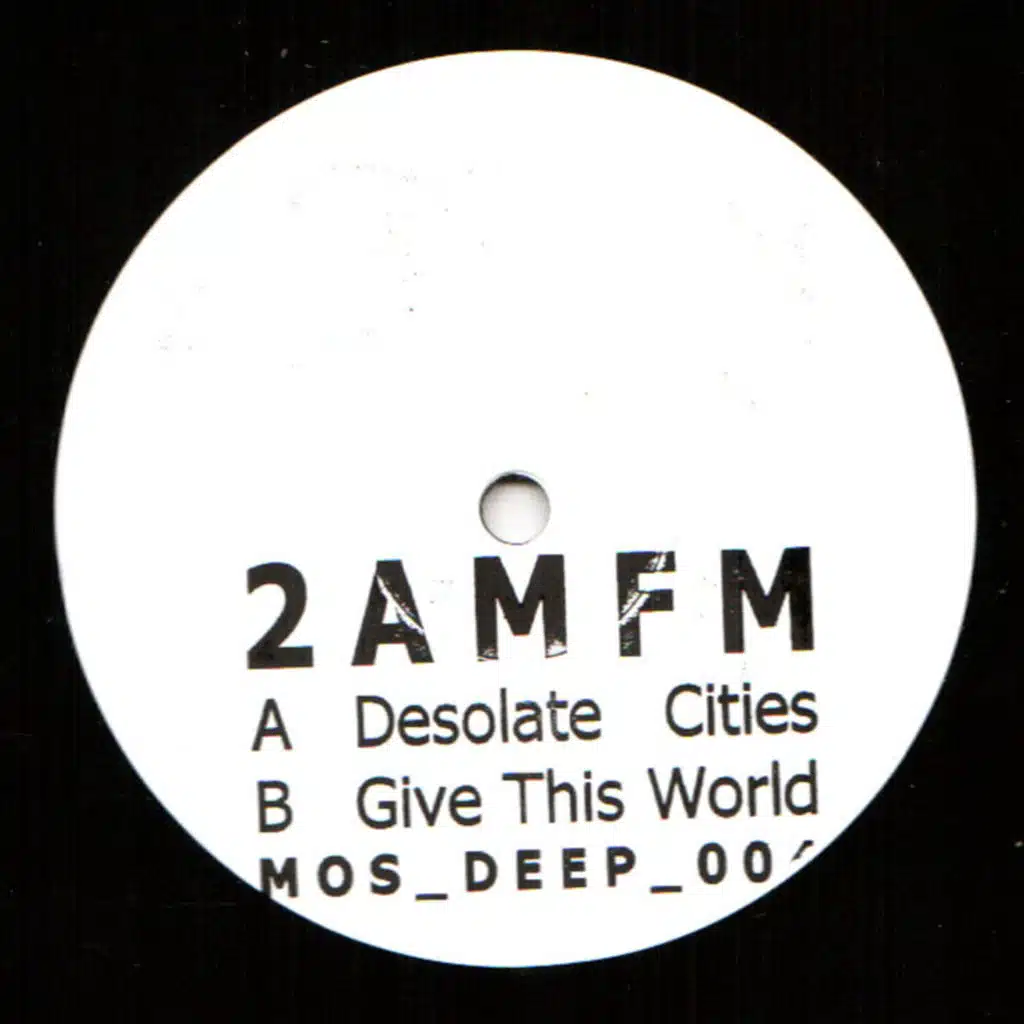 2AMFM
A Desolate Cities
B Give This World
MOS_DEEP_00